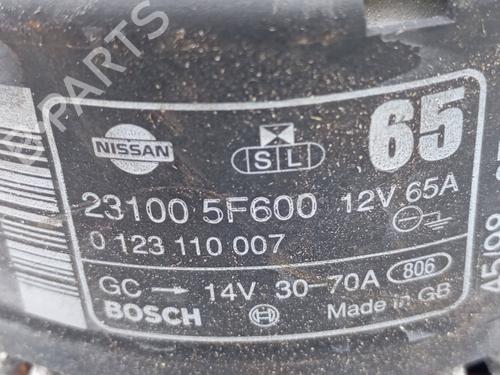 NISSAN
S L
65
23100 5F600 12V 65A
0 123 110 007
GC → 14V 30-70A 806
BOSCH Made in GB
B-Parts